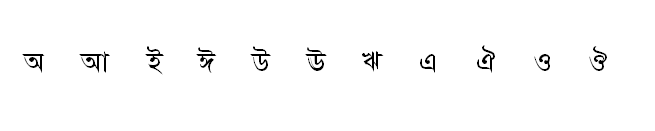 অ আ ই ঈ উ ঊ ঋ এ ঐ ও ঔ